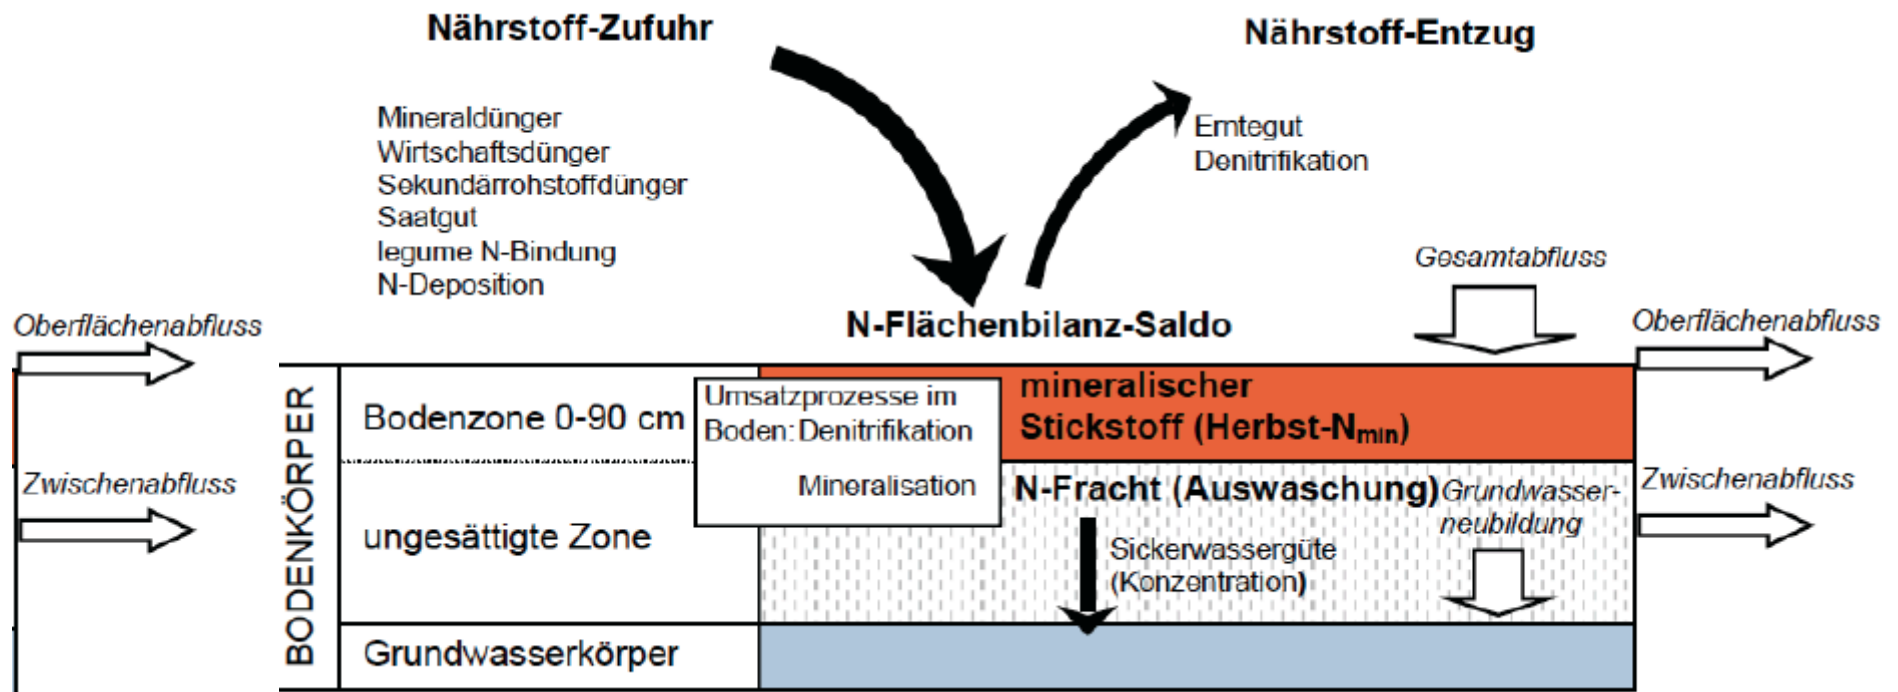 Nährstoff-Zufuhr
Nährstoff-Entzug
Mineraldünger
Wirtschaftsdünger
Sekundärrohstoffdünger
Saatgut
legume N-Bindung
N-Deposition
Erntegut
Denitrifikation
Gesamtabfluss
Oberflächenabfluss
N-Flächenbilanz-Saldo
Oberflächenabfluss
BODENKÖRPER
Bodenzone 0-90 cm
Umsatzprozesse im
Boden: Denitrifikation
Mineralisation
mineralischer
Stickstoff (Herbst-Nmin)
Zwischenabfluss
ungesättigte Zone
N-Fracht (Auswaschung)
Grundwasser-
neubildung
Sickerwassergüte
(Konzentration)
Zwischenabfluss
Grundwasserkörper